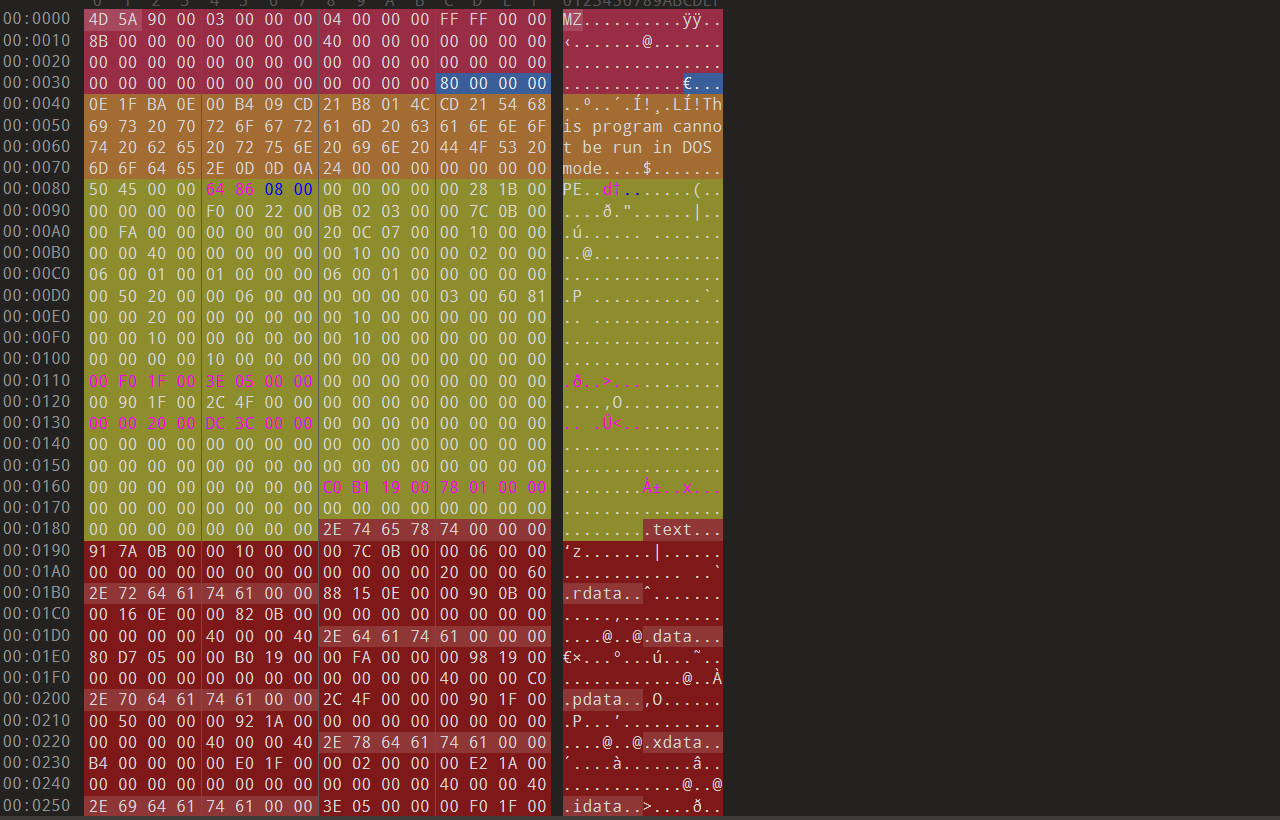 00:0000 4D 5A 90 00 03 00 00 00 04 00 00 00 FF FF 00 00 MZ..........ÿÿ..
00:0010 8B 00 00 00 00 00 00 00 40 00 00 00 00 00 00 00 ‹.......@.......
00:0020 00 00 00 00 00 00 00 00 00 00 00 00 00 00 00 00 ................
00:0030 00 00 00 00 00 00 00 00 00 00 00 00 80 00 00 00 ............€...
00:0040 0E 1F BA 0E 00 B4 09 CD 21 B8 01 4C CD 21 54 68 ..º..´.Í!¸.LÍ!Th
00:0050 69 73 20 70 72 6F 67 72 61 6D 20 63 61 6E 6E 6F is program canno
00:0060 74 20 62 65 20 72 75 6E 20 69 6E 20 44 4F 53 20 t be run in DOS
00:0070 6D 6F 64 65 2E 0D 0D 0A 24 00 00 00 00 00 00 00 mode....$.......
00:0080 50 45 00 00 64 86 08 00 00 00 00 00 00 28 1B 00 PE..d†.......(..
00:0090 00 00 00 00 F0 00 22 00 0B 02 03 00 00 7C 0B 00 ....ð."......|..
00:00A0 00 FA 00 00 00 00 00 00 20 0C 07 00 00 10 00 00 .ú...... .......
00:00B0 00 00 40 00 00 00 00 00 00 10 00 00 00 02 00 00 ..@.............
00:00C0 06 00 01 00 01 00 00 00 06 00 01 00 00 00 00 00 ................
00:00D0 00 50 20 00 00 06 00 00 00 00 00 00 03 00 60 81 .P ...........`.
00:00E0 00 00 20 00 00 00 00 00 00 10 00 00 00 00 00 00 .. .............
00:00F0 00 00 10 00 00 00 00 00 00 10 00 00 00 00 00 00 ................
00:0100 00 00 00 00 10 00 00 00 00 00 00 00 00 00 00 00 ................
00:0110 00 F0 1F 00 3E 05 00 00 00 00 00 00 00 00 00 00 .ð..>...........
00:0120 00 90 1F 00 2C 4F 00 00 00 00 00 00 00 00 00 00 ....,O..........
00:0130 00 00 20 00 DC 3C 00 00 00 00 00 00 00 00 00 00 .. .Ü<..........
00:0140 00 00 00 00 00 00 00 00 00 00 00 00 00 00 00 00 ................
00:0150 00 00 00 00 00 00 00 00 00 00 00 00 00 00 00 00 ................
00:0160 00 00 00 00 00 00 00 00 C0 B1 19 00 78 01 00 00 ........À±..x...
00:0170 00 00 00 00 00 00 00 00 00 00 00 00 00 00 00 00 ................
00:0180 00 00 00 00 00 00 00 00 2E 74 65 78 74 00 00 00 .........text...
00:0190 91 7A 0B 00 00 10 00 00 00 7C 0B 00 00 06 00 00 ‘z.......|......
00:01A0 00 00 00 00 00 00 00 00 00 00 00 00 20 00 00 60 ............ ..`
00:01B0 2E 72 64 61 74 61 00 00 88 15 0E 00 00 90 0B 00 .rdata..ˆ.......
00:01C0 00 16 0E 00 00 82 0B 00 00 00 00 00 00 00 00 00 .....‚..........
00:01D0 00 00 00 00 40 00 00 40 2E 64 61 74 61 00 00 00 ....@..@.data...
00:01E0 80 D7 05 00 00 B0 19 00 00 FA 00 00 00 98 19 00 €×...°...ú...˜..
00:01F0 00 00 00 00 00 00 00 00 00 00 00 00 40 00 00 C0 ............@..À
00:0200 2E 70 64 61 74 61 00 00 2C 4F 00 00 00 90 1F 00 .pdata..,O......
00:0210 00 50 00 00 00 92 1A 00 00 00 00 00 00 00 00 00 .P...’..........
00:0220 00 00 00 00 40 00 00 40 2E 78 64 61 74 61 00 00 ....@..@.xdata..
00:0230 B4 00 00 00 00 E0 1F 00 00 02 00 00 00 E2 1A 00 ´....à.......â..
00:0240 00 00 00 00 00 00 00 00 00 00 00 00 40 00 00 40 ............@..@
00:0250 2E 69 64 61 74 61 00 00 3E 05 00 00 00 F0 1F 00 .idata..>....ð..